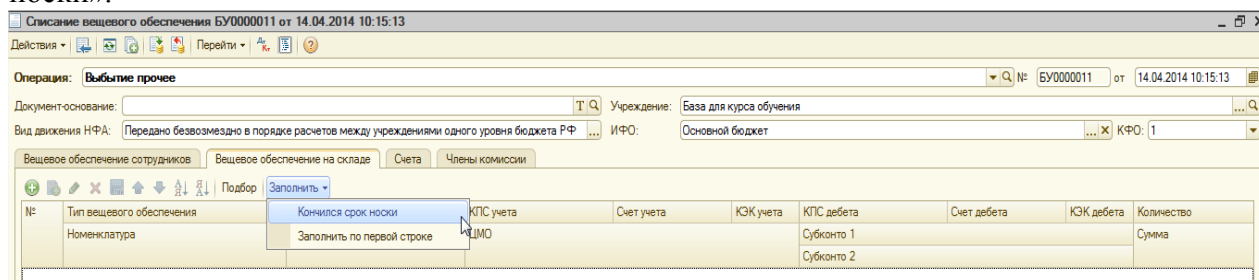 носки».
Списание вещевого обеспечения БУ0000011 от 14.04.2014 10:15:13
Действия Перейти Дт Кт
Операция: Выбытие прочее № БУ0000011 от 14.04.2014 10:15:13
Документ-основание: T Учреждение: База для курса обучения ...
Вид движения НФА: Передано безвозмездно в порядке расчетов между учреждениями одного уровня бюджета РФ ... ИФО: Основной бюджет ... X КФО: 1
Вещевое обеспечение сотрудников Вещевое обеспечение на складе Счета Члены комиссии
Подбор Заполнить
№ Тип вещевого обеспечения Кончился срок носки КПС учета Счет учета КЭК учета КПС дебета Счет дебета КЭК дебета Количество
Номенклатура Заполнить по первой строке ЦМО Субконто 1 Сумма
Субконто 2